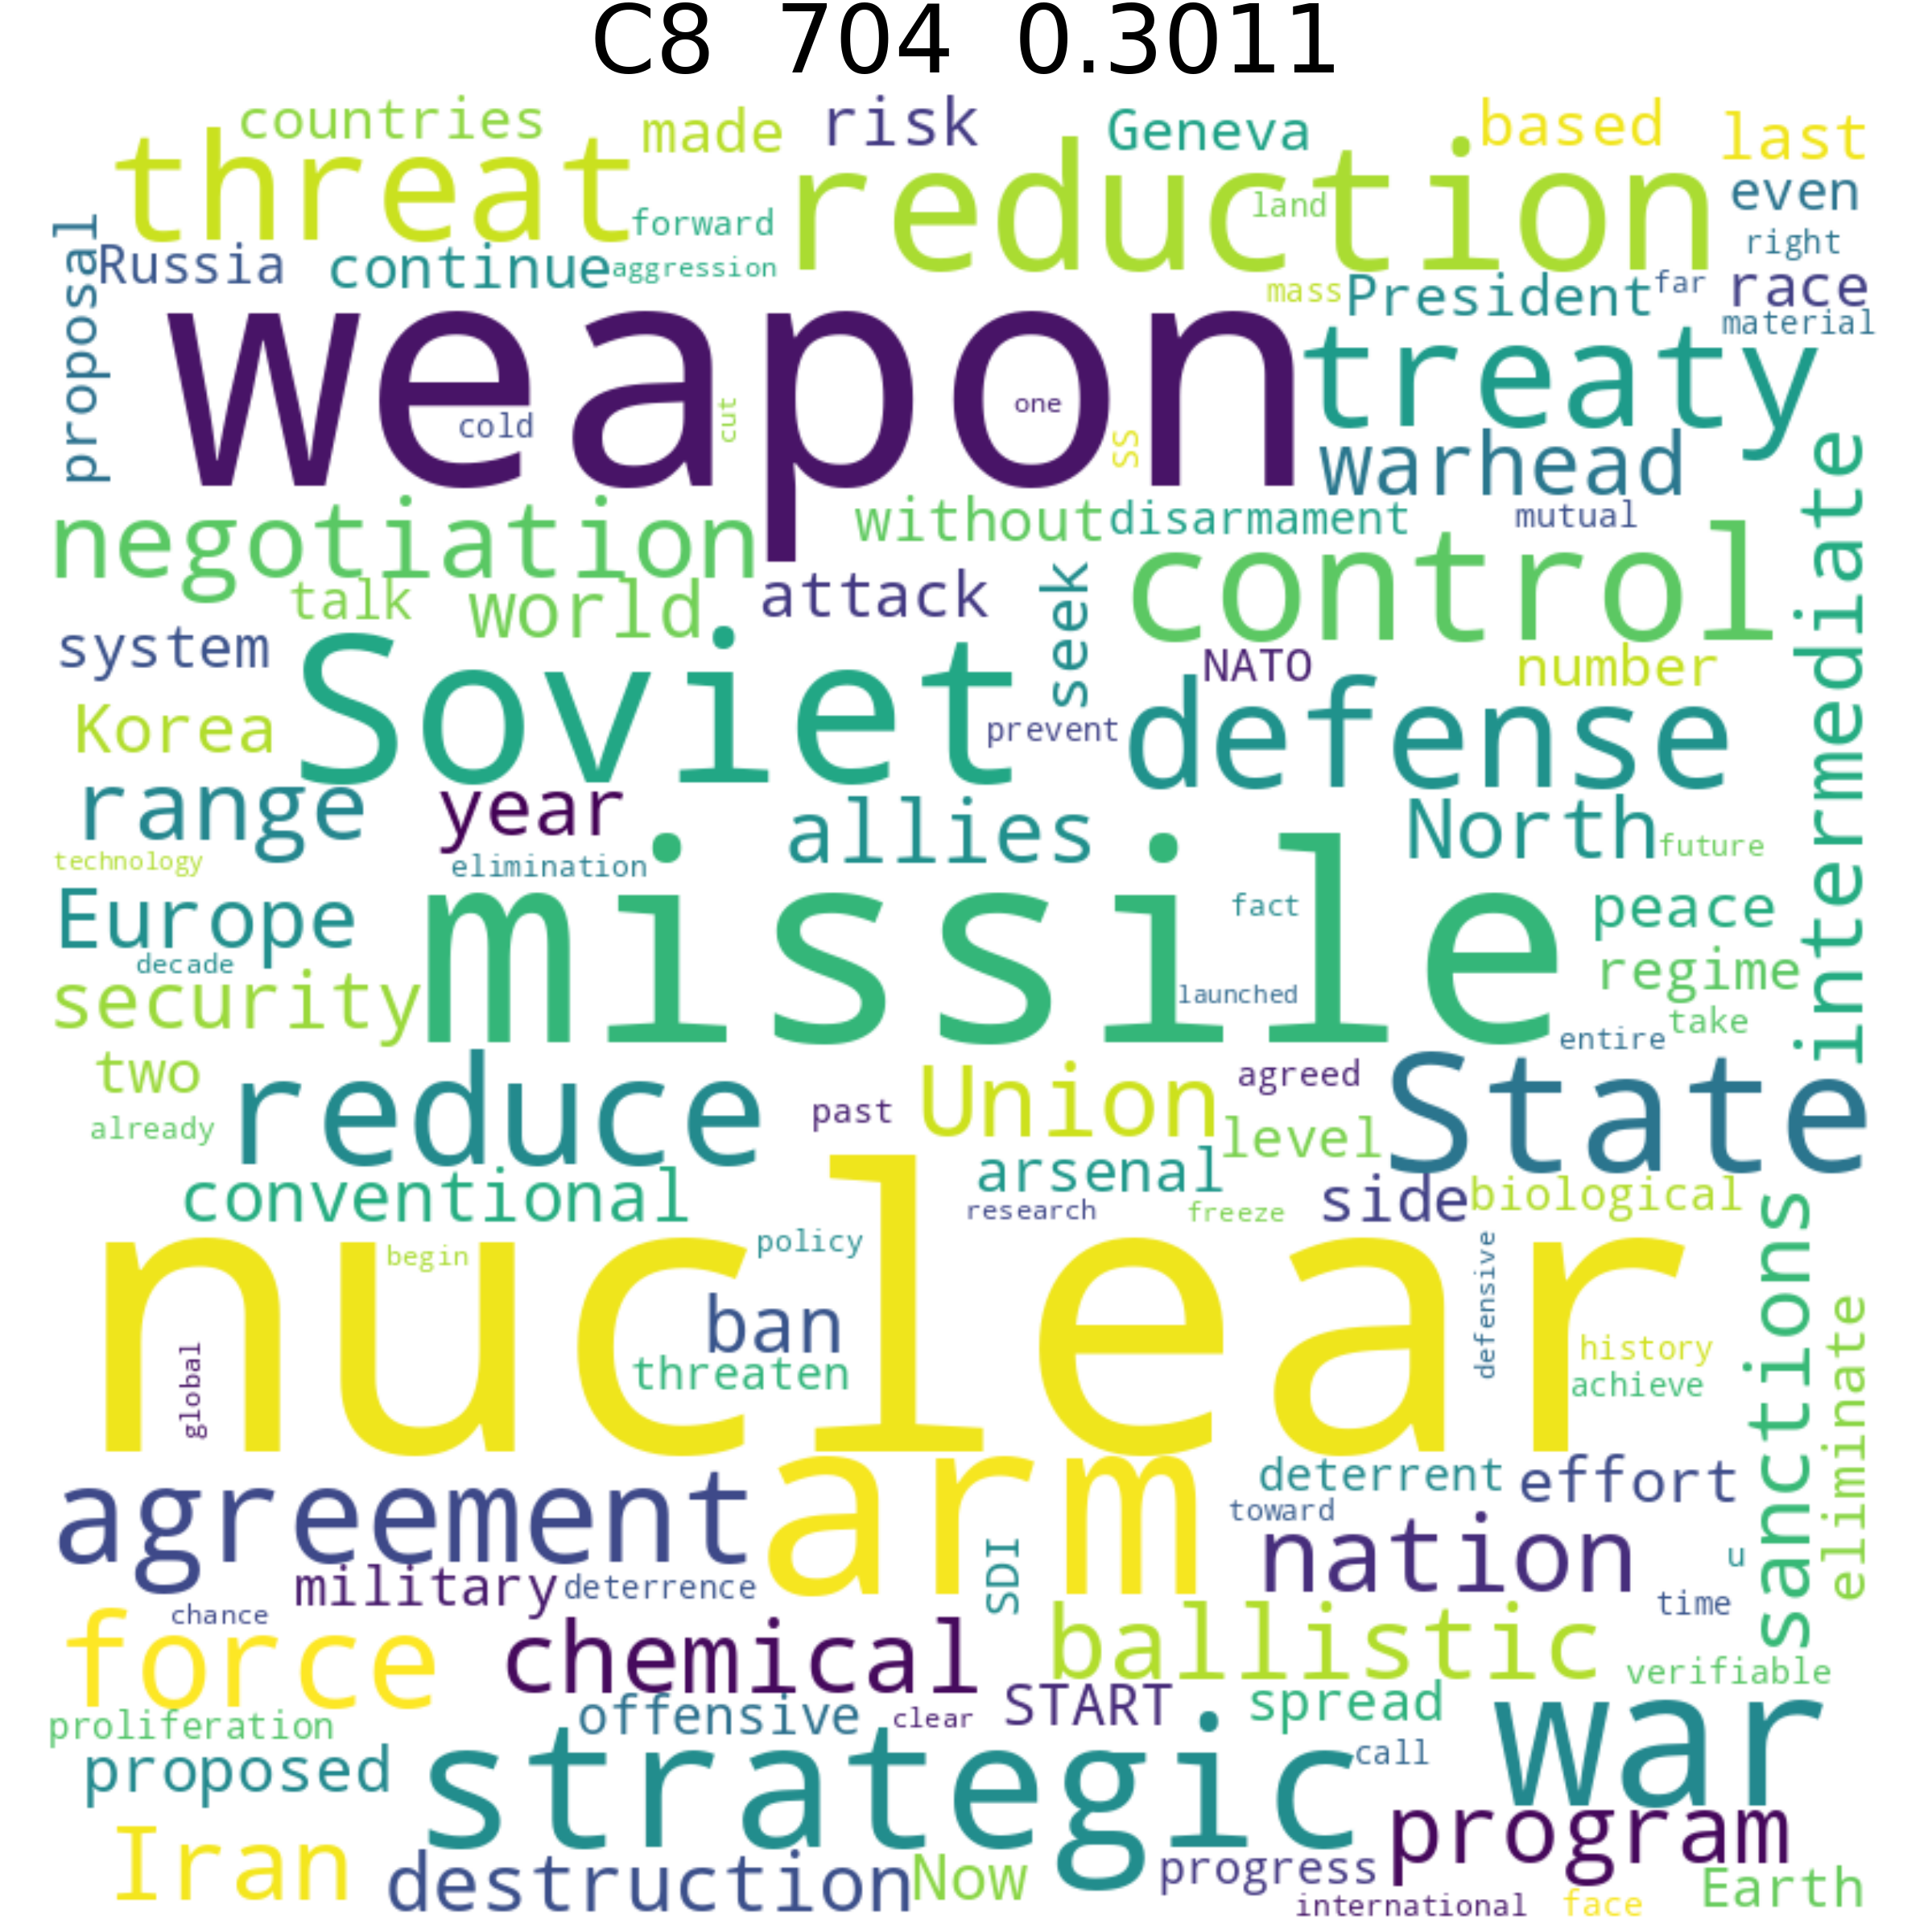 C8 704 0.3011
countries
made
risk
Geneva
based
last
threat
reduction
land
even
forward
right
proposal
Russia
continue
aggression
mass
President
far
race
material
weapon
treaty
cold
cut
one
SS
warhead
intermediate
negotiation
without
disarmament
mutual
control
talk
world
attack
seek
system
Soviet
NATO
number
Korea
prevent
defense
range
year
allies
North
future
technology
elimination
missile
Europe
fact
peace
decade
security
launched
regime
take
entire
two
reduce
Union
agreed
State
past
already
level
conventional
arsenal
research
freeze
side
biological
nuclear
begin
policy
defensive
sanctions
ban
threaten
global
history
achieve
eliminate
agreement
arm
deterrent
effort
toward
nation
SDI
u
military
deterrence
time
chance
force
chemical
ballistic
verifiable
proliferation
offensive
clear
START
spread
war
proposed
strategic
call
program
Iran
destruction
Now
progress
Earth
international
face